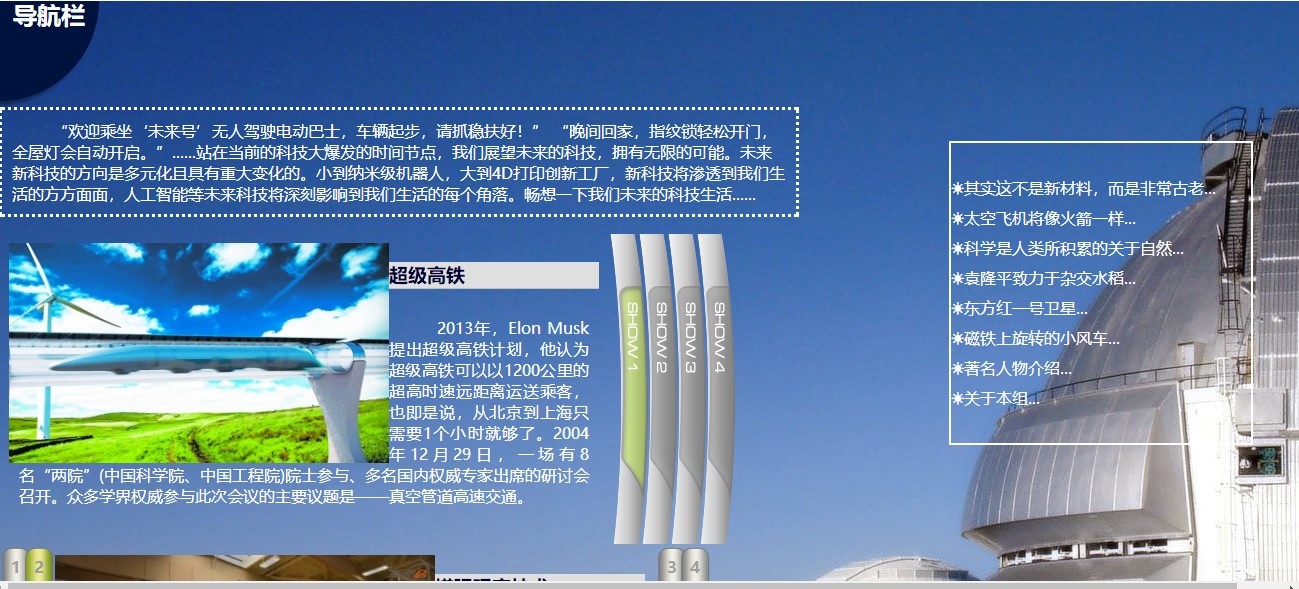 导航栏
“欢迎乘坐‘未来号’无人驾驶电动巴士，车辆起步，请抓稳扶好！” “晚间回家，指纹锁轻松开门，
全屋灯会自动开启。”......站在当前的科技大爆发的时间节点，我们展望未来的科技，拥有无限的可能。未来
新科技的方向是多元化且具有重大变化的。小到纳米级机器人，大到4D打印创新工厂，新科技将渗透到我们生
活的方方面面，人工智能等未来科技将深刻影响到我们生活的每个角落。畅想一下我们未来的科技生活......
超级高铁
2013年，Elon Musk
提出超级高铁计划，他认为
超级高铁可以以1200公里的
超高时速远距离运送乘客，
也即是说，从北京到上海只
需要1个小时就够了。2004
年12月29日，一场有8
名“两院”(中国科学院、中国工程院)院士参与、多名国内权威专家出席的研讨会
召开。众多学界权威参与此次会议的主要议题是——真空管道高速交通。
SHOW 1
SHOW 2
SHOW 3
SHOW 4
✷其实这不是新材料，而是非常古老...
✷太空飞机将像火箭一样...
✷科学是人类所积累的关于自然...
✷袁隆平致力于杂交水稻...
✷东方红一号卫星...
✷磁铁上旋转的小风车...
✷著名人物介绍...
✷关于本组...
1 2
3 4